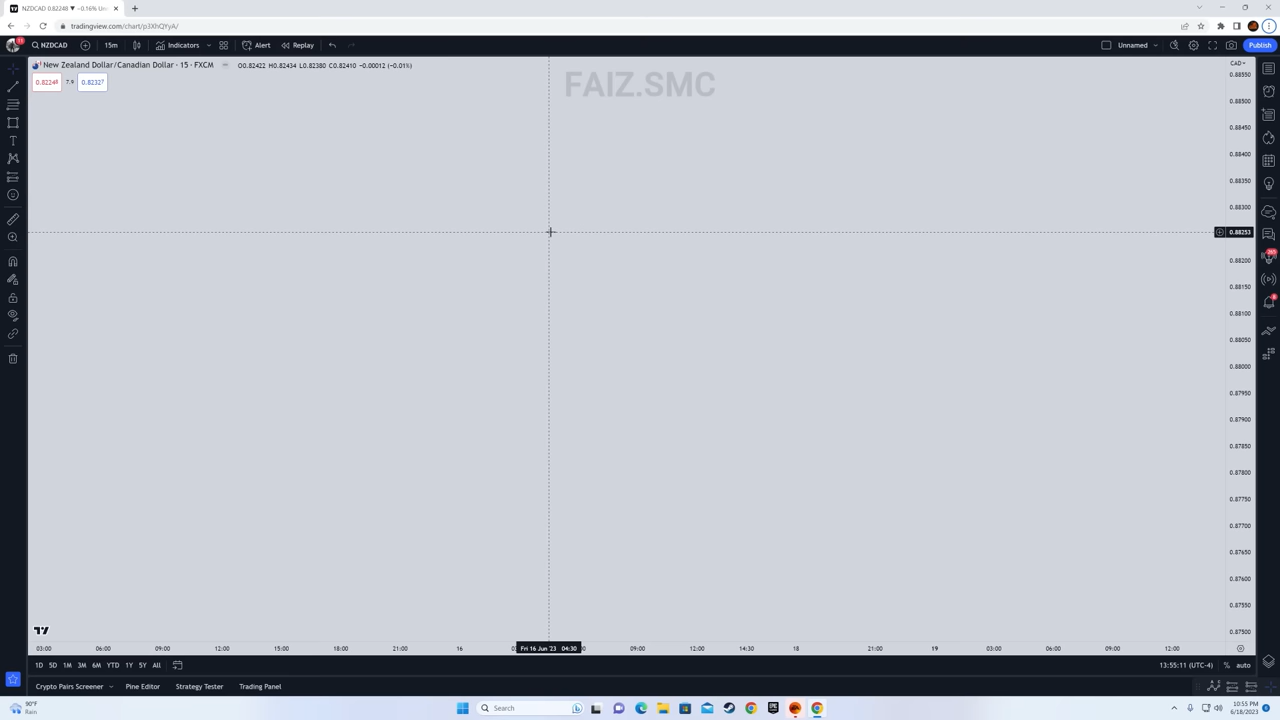 NZDCAD 0.82248 ▼ −0.16% Un
tradingview.com/chart/p3XhQYyA/
11
NZDCAD
15m
Indicators
Alert
Replay
Unnamed
Publish
New Zealand Dollar/Canadian Dollar · 15 · FXCM
O0.82422 H0.82434 L0.82380 C0.82410 −0.00012 (−0.01%)
0.82248
7.9
0.82327
FAIZ.SMC
CAD
0.88550
0.88500
0.88450
0.88400
0.88350
0.88300
0.88253
0.88200
0.88150
0.88100
0.88050
0.88000
0.87950
0.87900
0.87850
0.87800
0.87750
0.87700
0.87650
0.87600
0.87550
0.87500
03:00 06:00 09:00 12:00 15:00 18:00 21:00 16 Fri 16 Jun '23 04:30 09:00 12:00 14:30 18 21:00 19 03:00 06:00 09:00 12:00
1D 5D 1M 3M 6M YTD 1Y 5Y All
13:55:11 (UTC-4) % auto
Crypto Pairs Screener Pine Editor Strategy Tester Trading Panel
90°F
Rain
Search
10:55 PM
6/18/2023